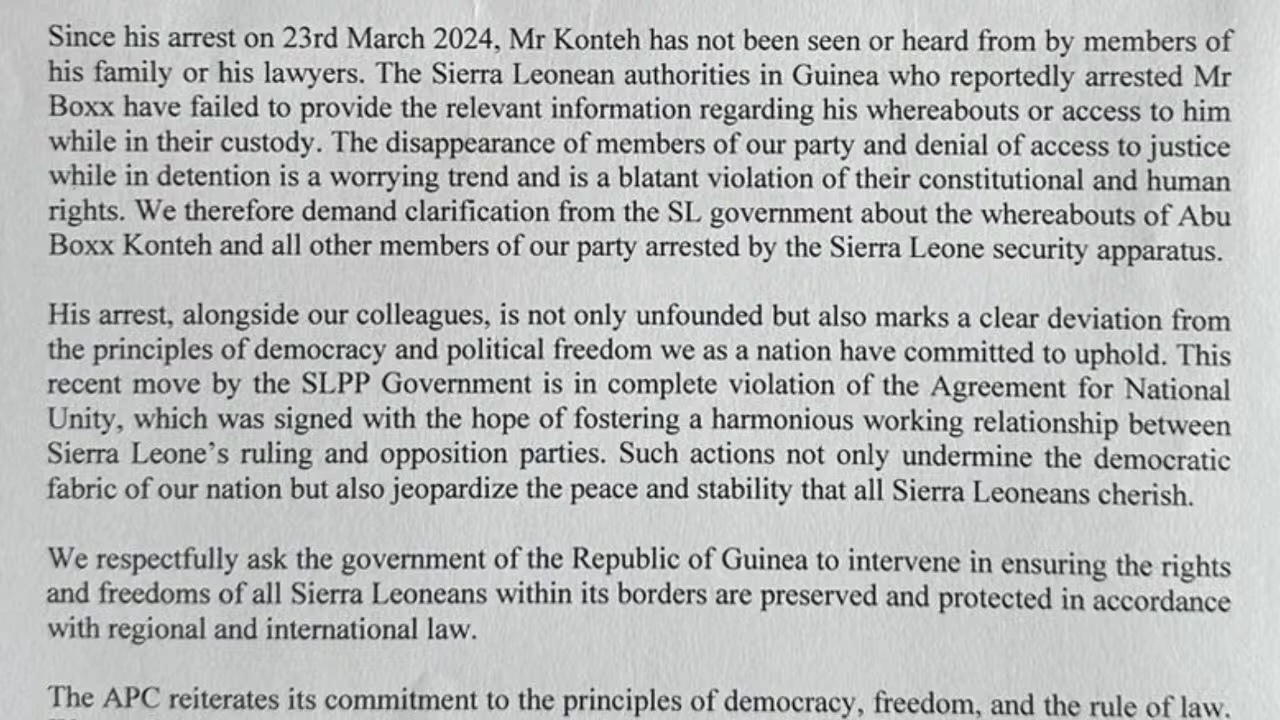 Since his arrest on 23rd March 2024, Mr Konteh has not been seen or heard from by members of
his family or his lawyers. The Sierra Leonean authorities in Guinea who reportedly arrested Mr
Boxx have failed to provide the relevant information regarding his whereabouts or access to him
while in their custody. The disappearance of members of our party and denial of access to justice
while in detention is a worrying trend and is a blatant violation of their constitutional and human
rights. We therefore demand clarification from the SL government about the whereabouts of Abu
Boxx Konteh and all other members of our party arrested by the Sierra Leone security apparatus.
His arrest, alongside our colleagues, is not only unfounded but also marks a clear deviation from
the principles of democracy and political freedom we as a nation have committed to uphold. This
recent move by the SLPP Government is in complete violation of the Agreement for National
Unity, which was signed with the hope of fostering a harmonious working relationship between
Sierra Leone’s ruling and opposition parties. Such actions not only undermine the democratic
fabric of our nation but also jeopardize the peace and stability that all Sierra Leoneans cherish.
We respectfully ask the government of the Republic of Guinea to intervene in ensuring the rights
and freedoms of all Sierra Leoneans within its borders are preserved and protected in accordance
with regional and international law.
The APC reiterates its commitment to the principles of democracy, freedom, and the rule of law.